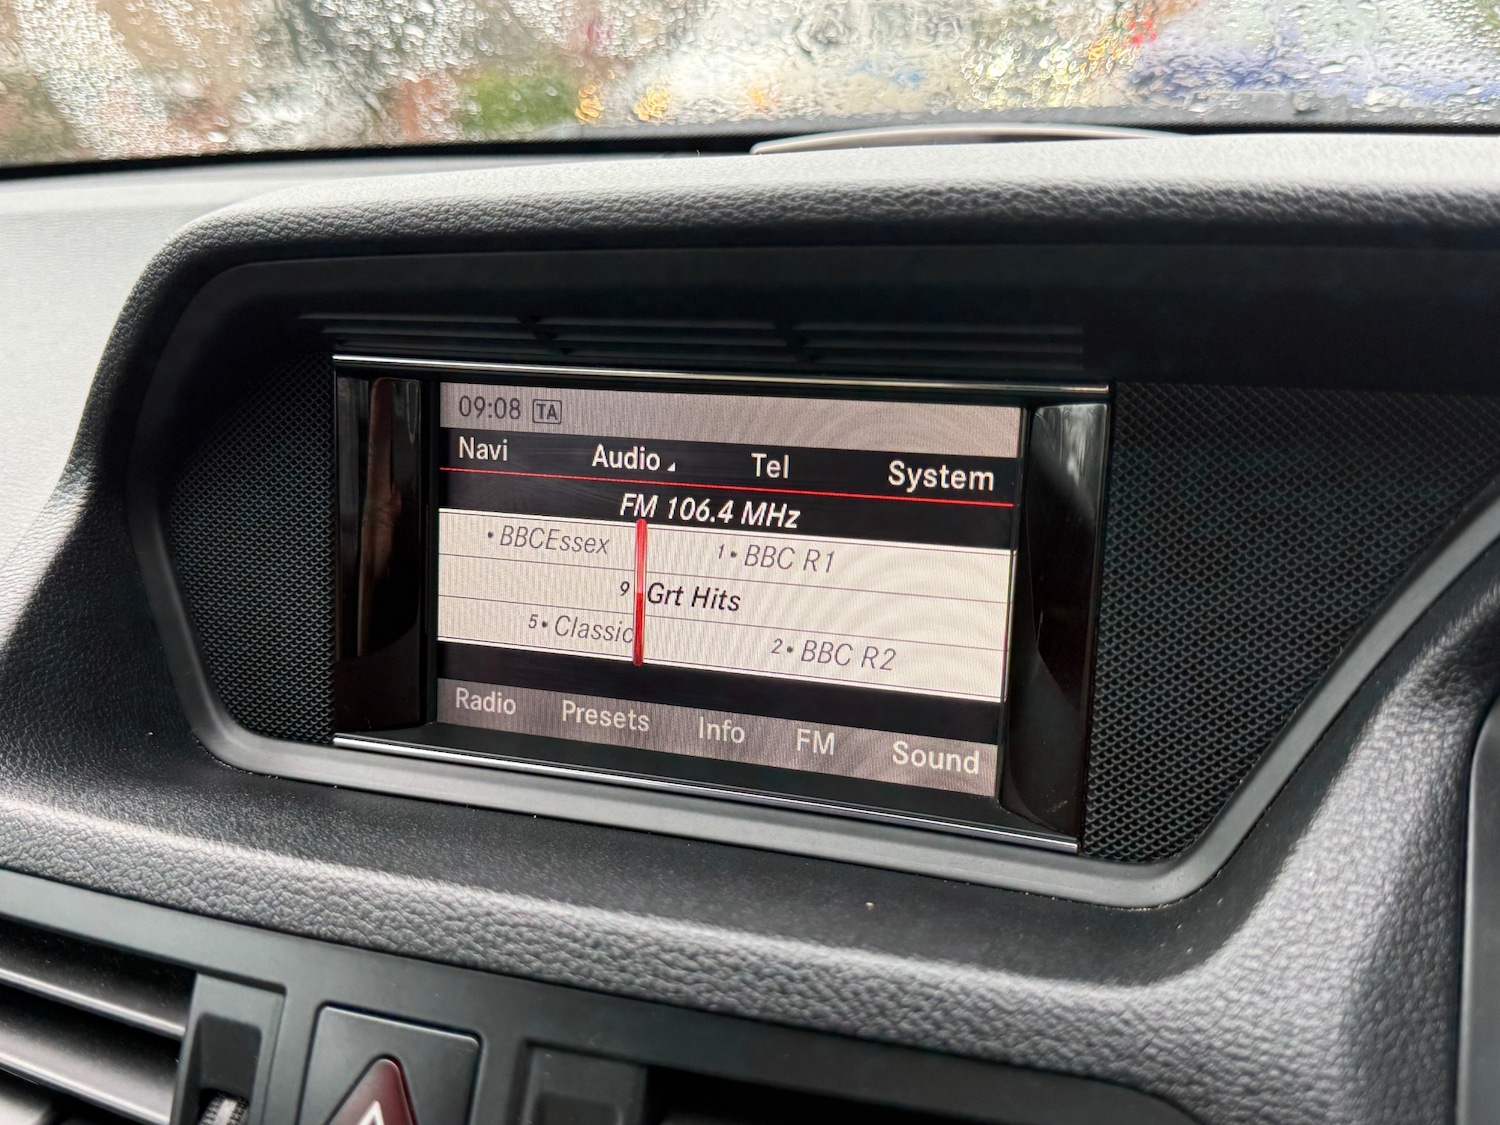 09:08 TA
Navi Audio Tel System
FM 106.4 MHz
• BBCEssex 1• BBC R1
9 Grt Hits
5• Classic 2• BBC R2
Radio Presets Info FM Sound